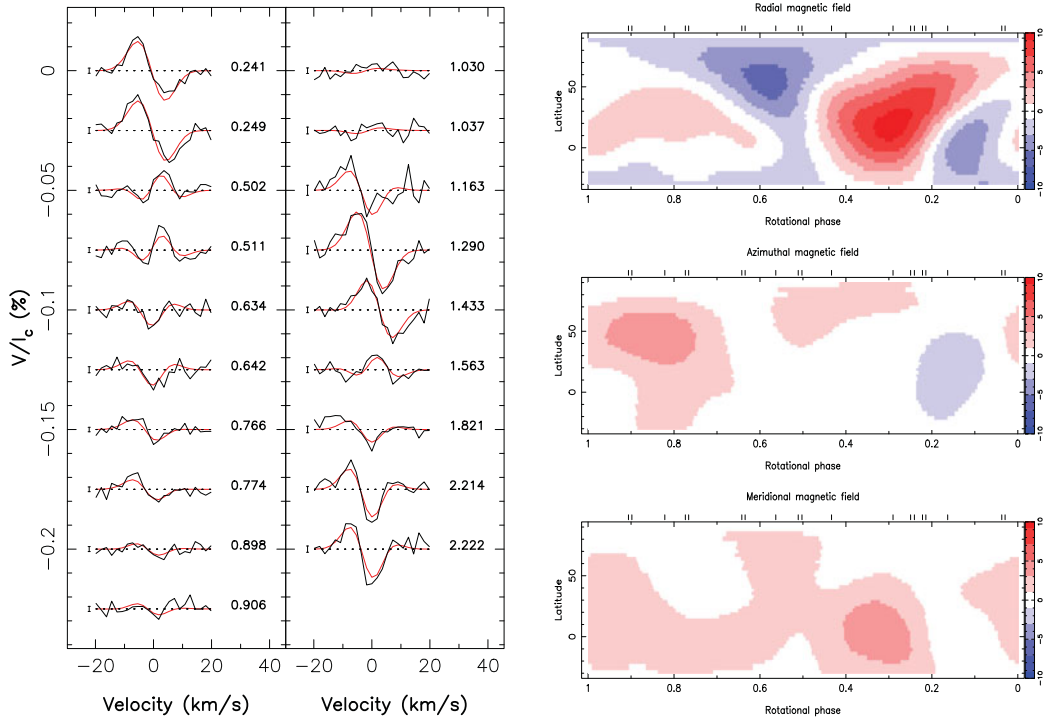 V/Ic (%)
0
−0.05
−0.1
−0.15
−0.2
0.241
0.249
0.502
0.511
0.634
0.642
0.766
0.774
0.898
0.906
−20 0 20 40
Velocity (km/s)
1.030
1.037
1.163
1.290
1.433
1.563
1.821
2.214
2.222
−20 0 20 40
Velocity (km/s)
Radial magnetic field
Latitude
50
0
1 0.8 0.6 0.4 0.2 0
Rotational phase
10
5
0
−5
−10
Azimuthal magnetic field
Latitude
50
0
1 0.8 0.6 0.4 0.2 0
Rotational phase
10
5
0
−5
−10
Meridional magnetic field
Latitude
50
0
1 0.8 0.6 0.4 0.2 0
Rotational phase
10
5
0
−5
−10